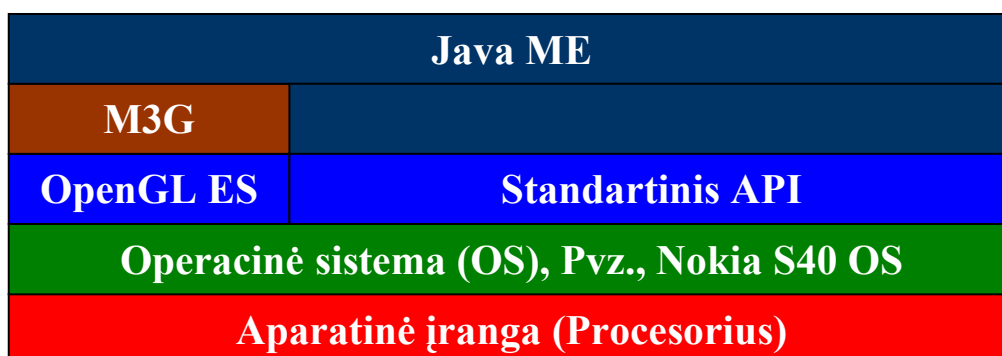 Java ME
M3G
OpenGL ES
Standartinis API
Operacinė sistema (OS), Pvz., Nokia S40 OS
Aparatinė įranga (Procesorius)